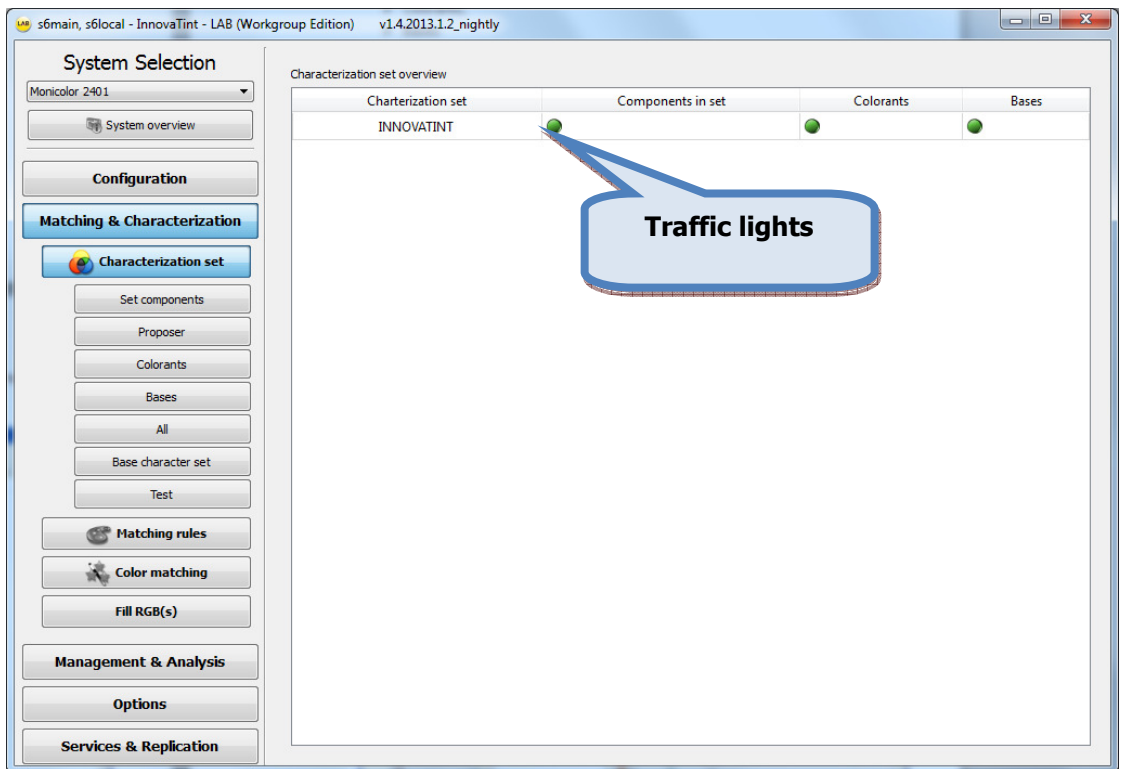 s6main, s6local - InnovaTint - LAB (Workgroup Edition) v1.4.2013.1.2_nightly
System Selection
Monicolor 2401
System overview
Configuration
Matching & Characterization
Characterization set
Set components
Proposer
Colorants
Bases
All
Base character set
Test
Matching rules
Color matching
Fill RGB(s)
Management & Analysis
Options
Services & Replication
Characterization set overview
Charterization set Components in set Colorants Bases
INNOVATINT
Traffic lights